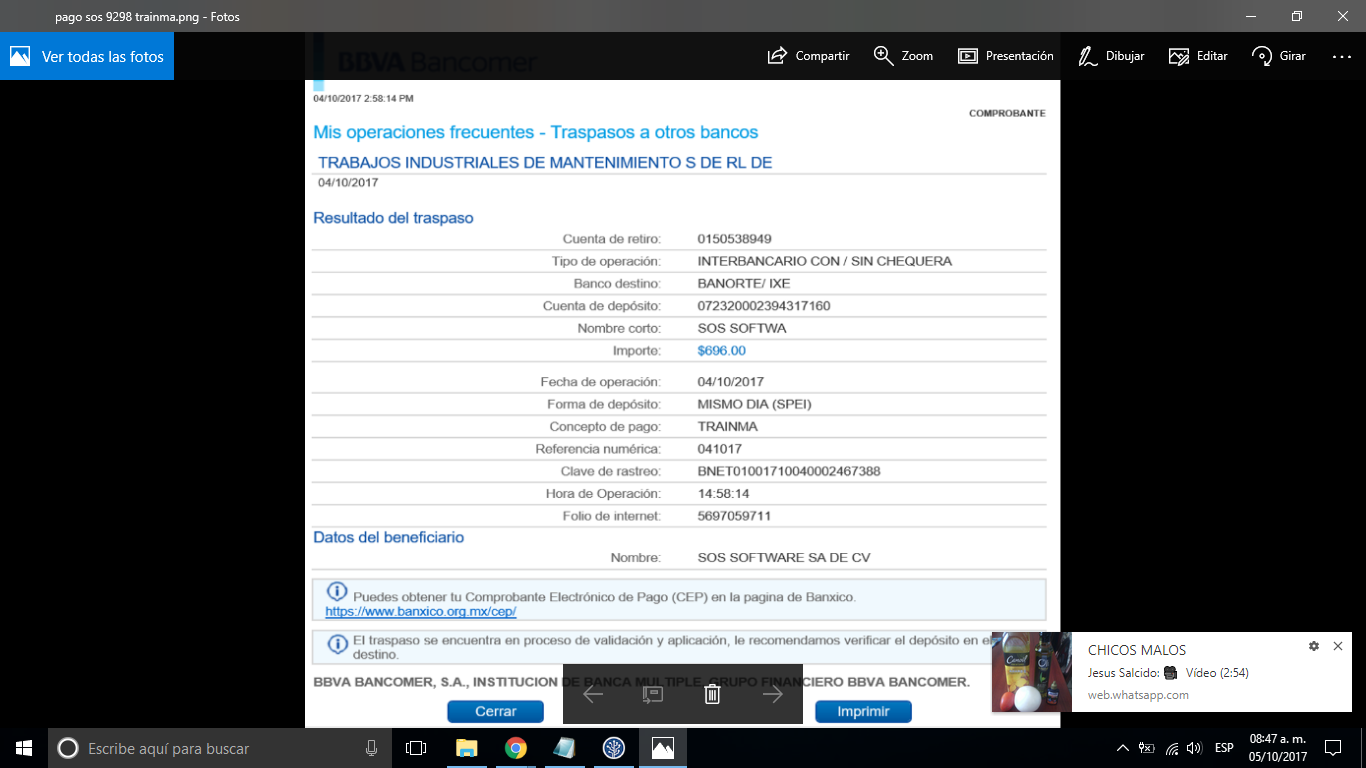 pago sos 9298 trainma.png - Fotos
Ver todas las fotos
Compartir
Zoom
Presentación
Dibujar
Editar
Girar
BBVA Bancomer
04/10/2017 2:58:14 PM
COMPROBANTE
Mis operaciones frecuentes - Traspasos a otros bancos
TRABAJOS INDUSTRIALES DE MANTENIMIENTO S DE RL DE
04/10/2017
Resultado del traspaso
Cuenta de retiro: 0150538949
Tipo de operación: INTERBANCARIO CON / SIN CHEQUERA
Banco destino: BANORTE/ IXE
Cuenta de depósito: 072320002394317160
Nombre corto: SOS SOFTWA
Importe: $696.00
Fecha de operación: 04/10/2017
Forma de depósito: MISMO DIA (SPEI)
Concepto de pago: TRAINMA
Referencia numérica: 041017
Clave de rastreo: BNET01001710040002467388
Hora de Operación: 14:58:14
Folio de internet: 5697059711
Datos del beneficiario
Nombre: SOS SOFTWARE SA DE CV
Puedes obtener tu Comprobante Electrónico de Pago (CEP) en la pagina de Banxico.
https://www.banxico.org.mx/cep/
El traspaso se encuentra en proceso de validación y aplicación, le recomendamos verificar el depósito en el
destino.
BBVA BANCOMER, S.A., INSTITUCION DE BANCA MULTIPLE, GRUPO FINANCIERO BBVA BANCOMER.
Cerrar
Imprimir
CHICOS MALOS
Jesus Salcido: Vídeo (2:54)
web.whatsapp.com
Escribe aquí para buscar
ESP
08:47 a. m.
05/10/2017